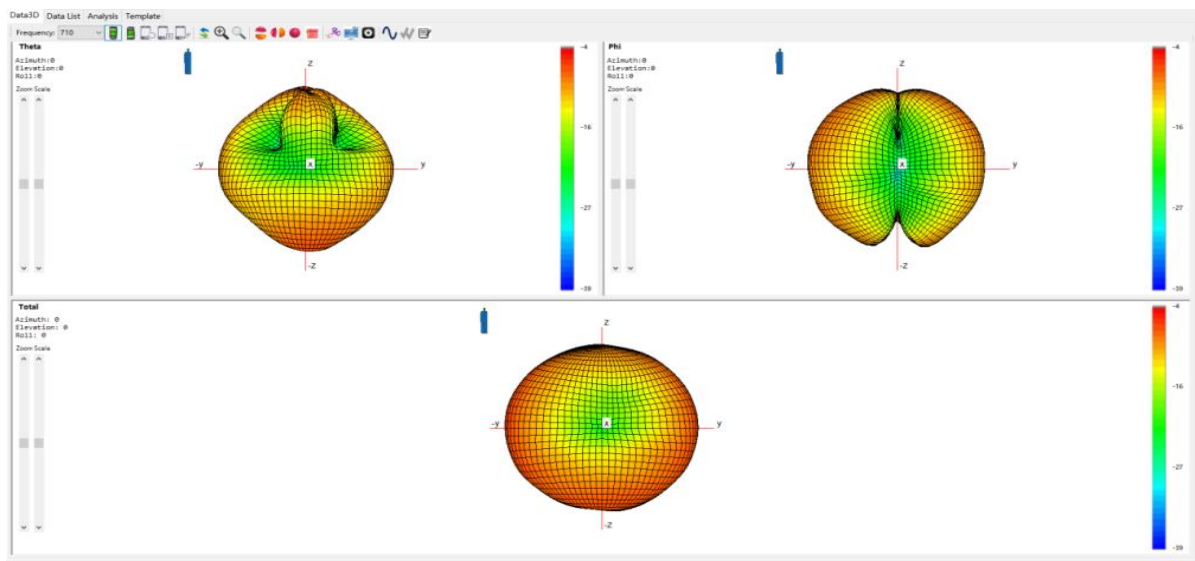 Data3D Data List Analysis Template
Frequency: 710
Theta
Azimuth:0
Elevation:0
Roll:0
Zoom Scale
z
-y
x
y
-z
-4
-16
-27
-39
Phi
Azimuth:0
Elevation:0
Roll:0
Zoom Scale
z
-y
x
y
-z
-4
-16
-27
-39
Total
Azimuth: 0
Elevation: 0
Roll: 0
Zoom Scale
z
-y
x
y
-z
-4
-16
-27
-39